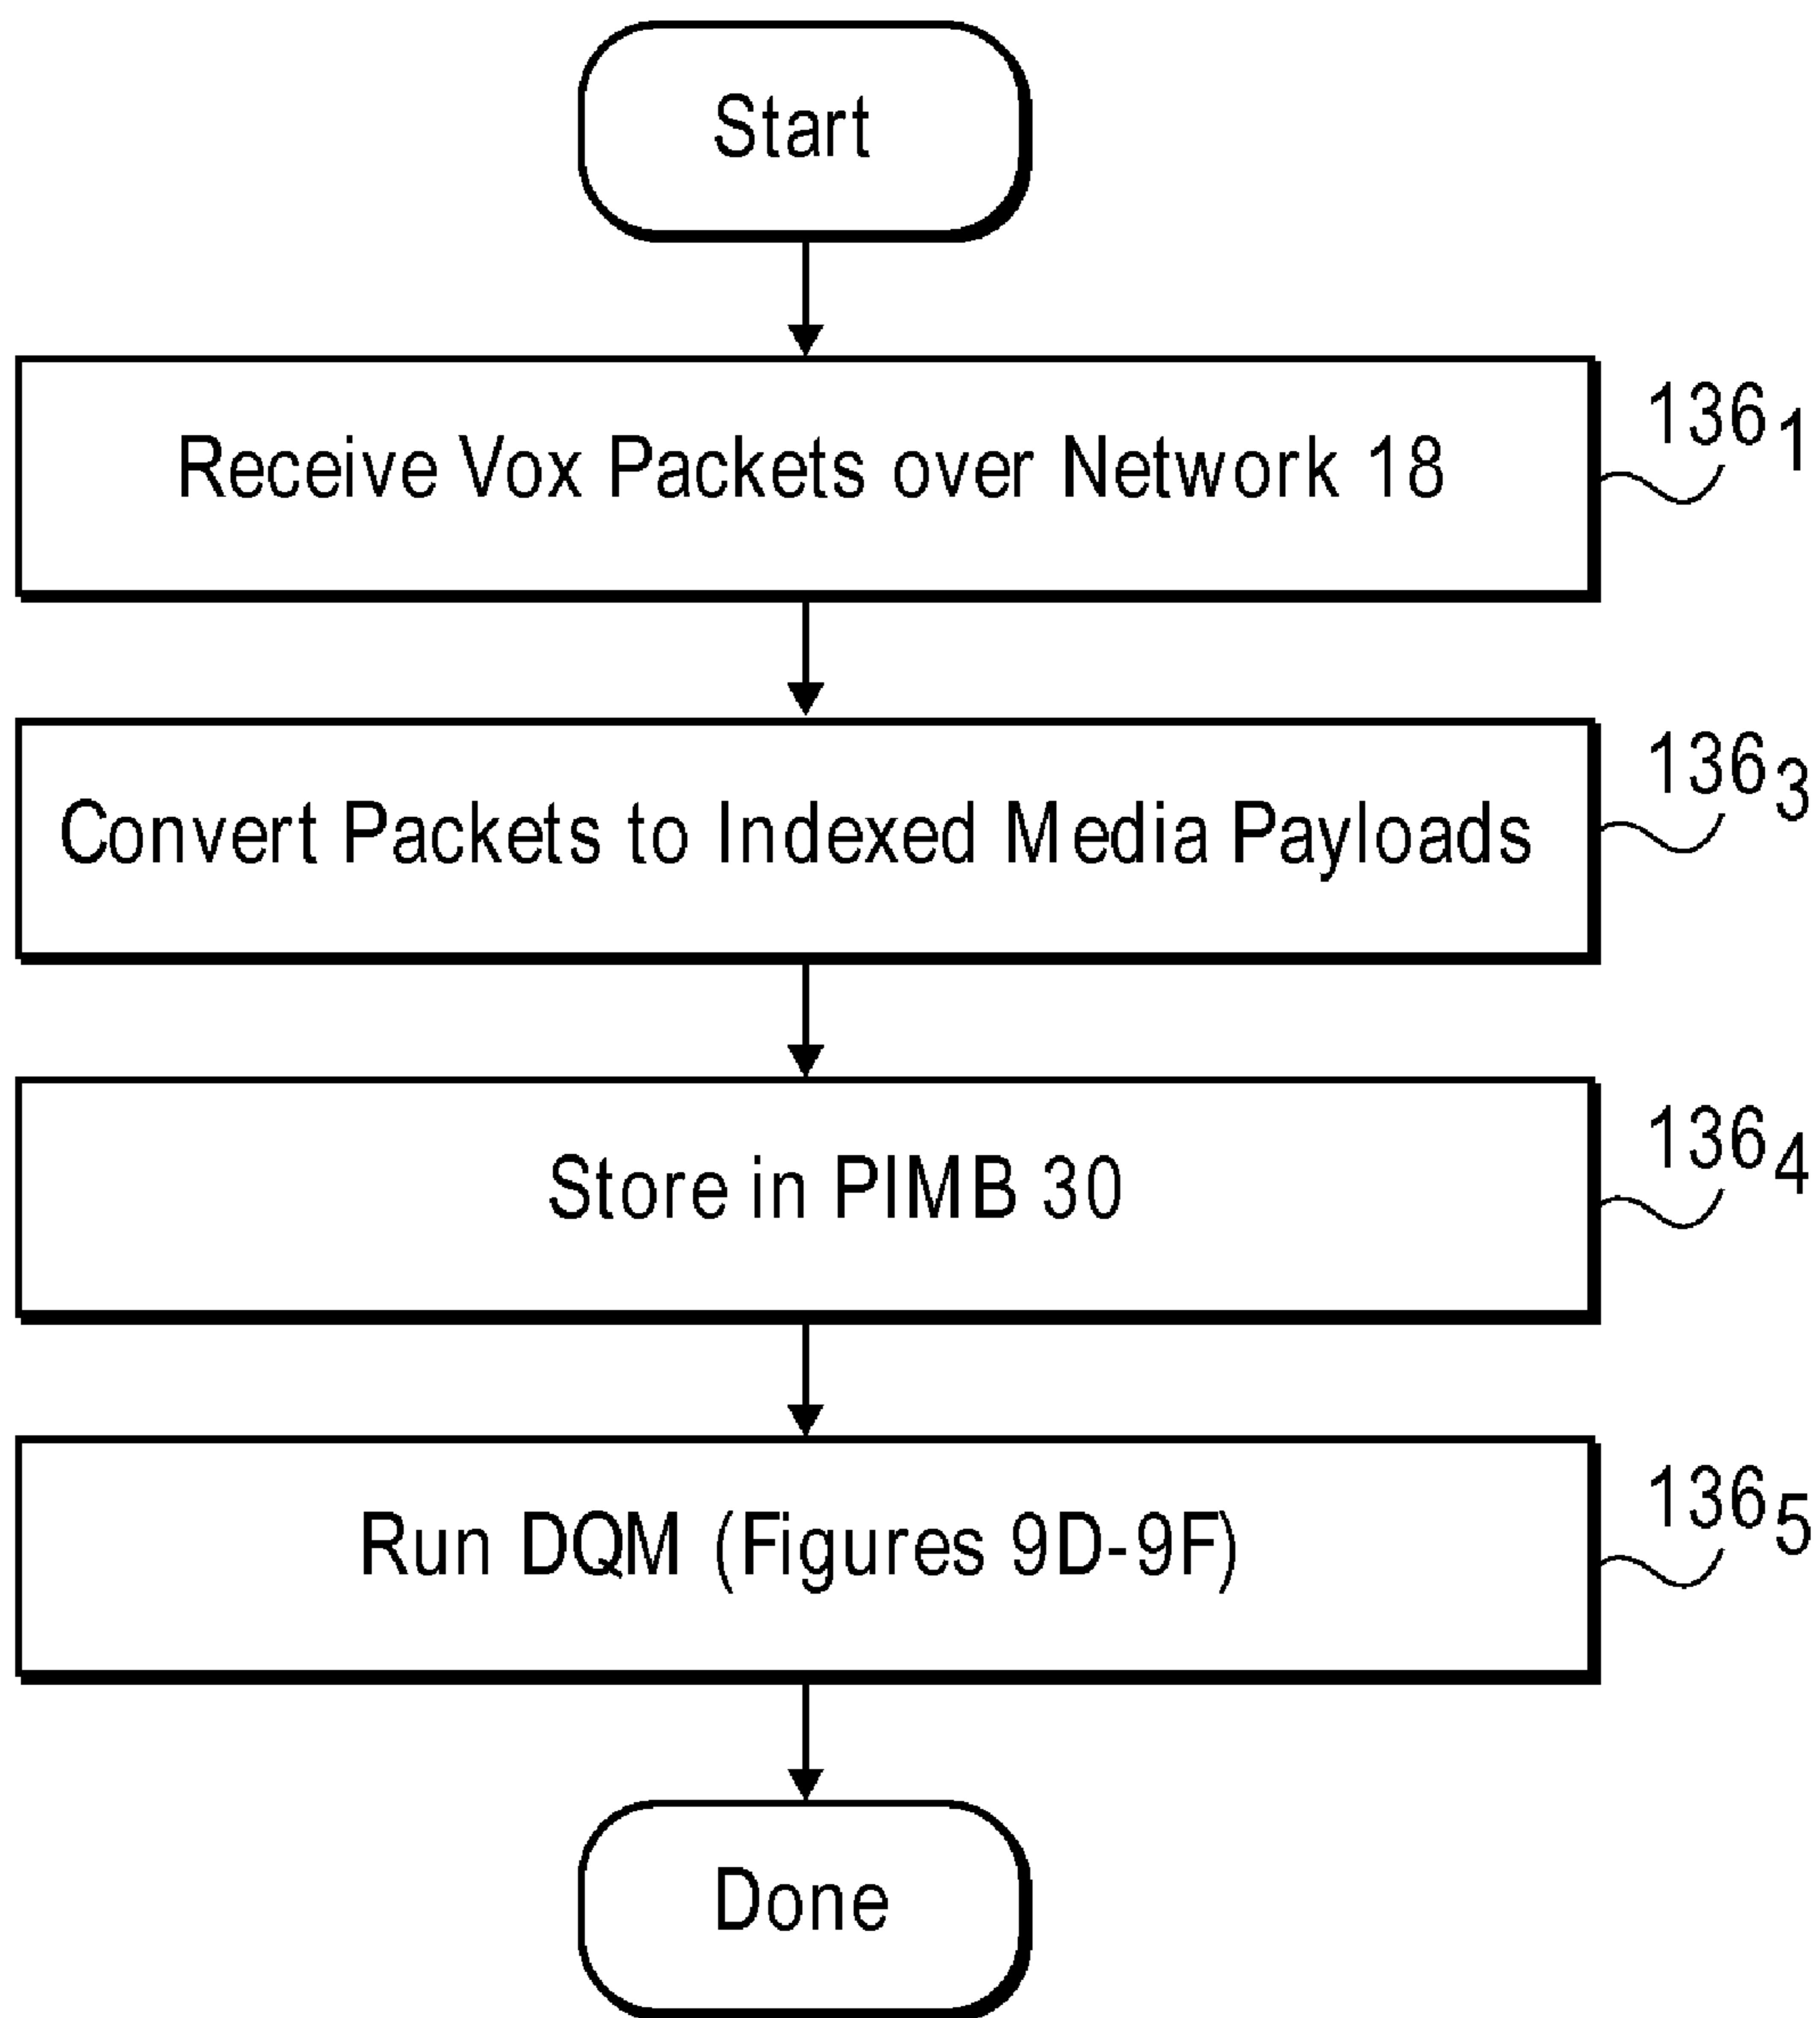 Start
Receive Vox Packets over Network 18
136₁
Convert Packets to Indexed Media Payloads
136₃
Store in PIMB 30
136₄
Run DQM (Figures 9D-9F)
136₅
Done